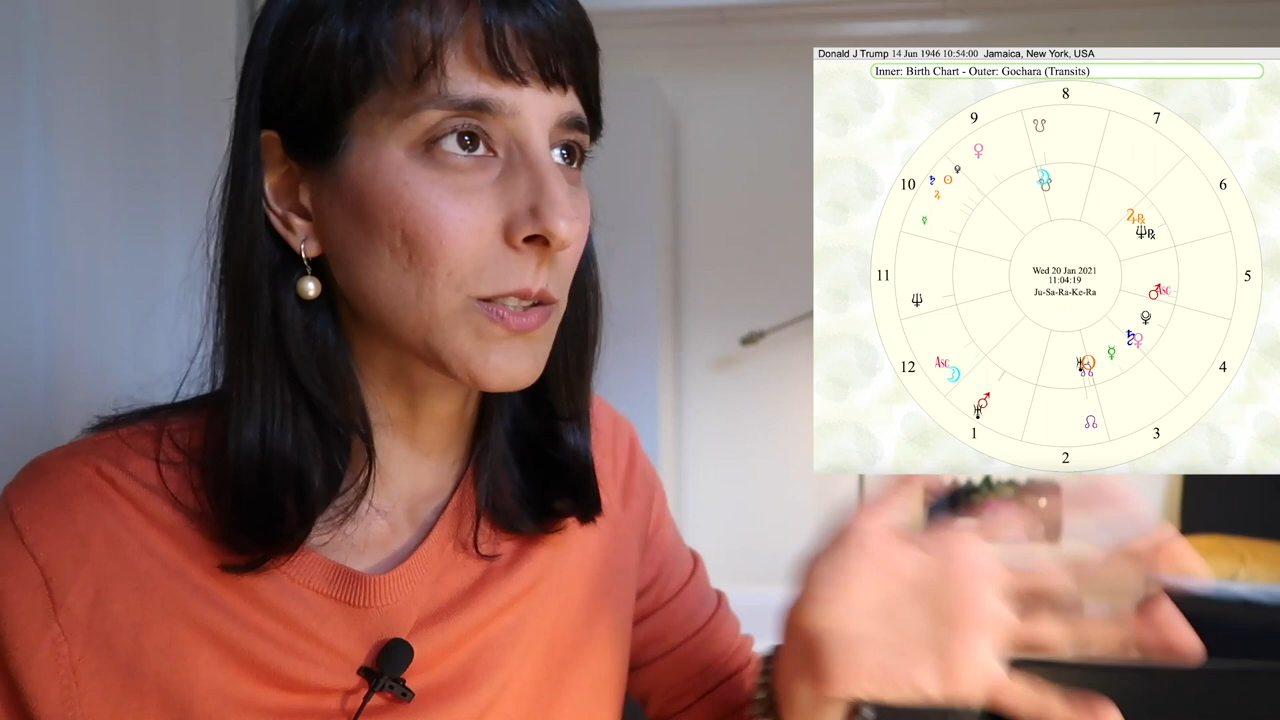 Donald J Trump 14 Jun 1946 10:54:00 Jamaica, New York, USA
Inner: Birth Chart - Outer: Gochara (Transits)
8
9
7
10
6
11
5
Wed 20 Jan 2021
11:04:19
Ju-Sa-Ra-Ke-Ra
Asc
Asc
12
4
1
3
2